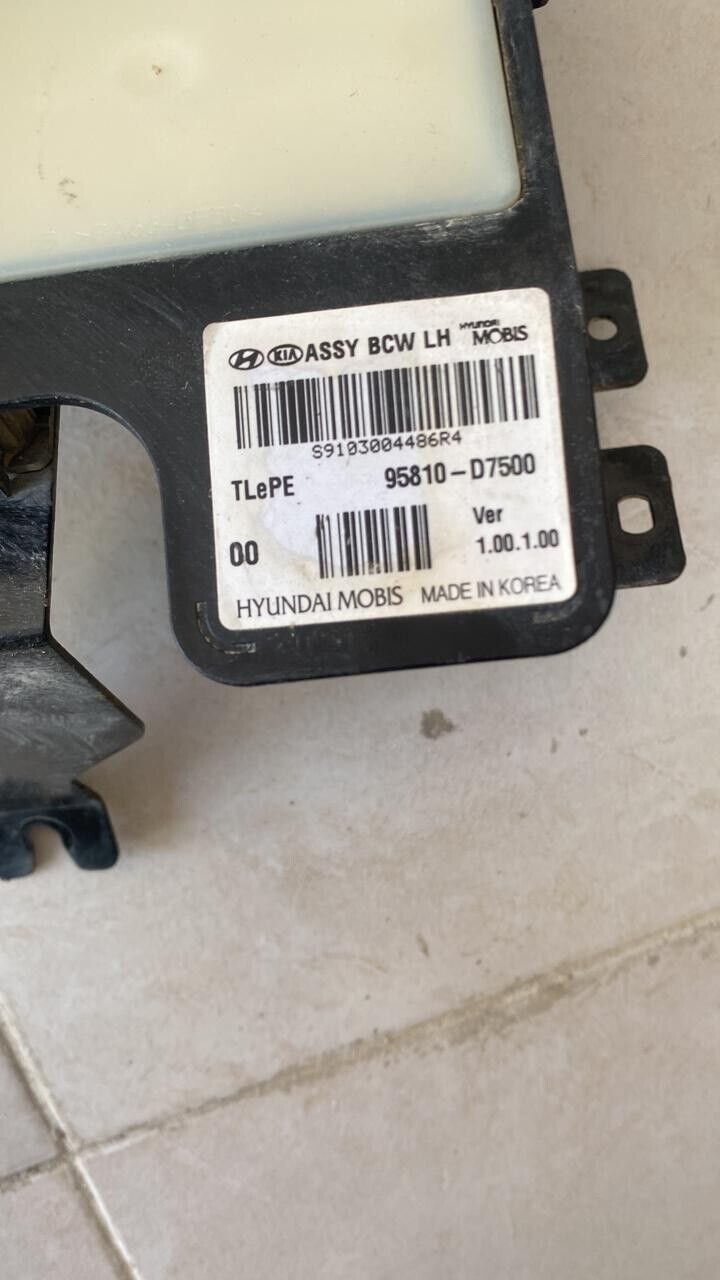 KIA ASSY BCW LH HYUNDAI MOBIS
S9103004486R4
TLePE 95810-D7500
00 Ver 1.00.1.00
HYUNDAI MOBIS MADE IN KOREA